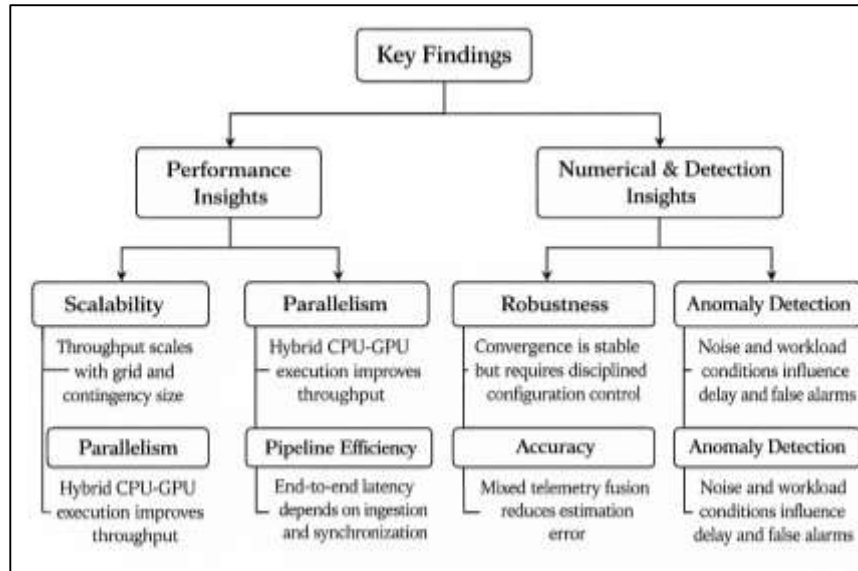 Key Findings
Performance
Insights
Numerical & Detection
Insights
Scalability
Throughput scales
with grid and
contingency size
Parallelism
Hybrid CPU-GPU
execution improves
throughput
Parallelism
Hybrid CPU-GPU
execution improves
throughput
Pipeline Efficiency
End-to-end latency
depends on ingestion
and synchronization
Robustness
Convergence is stable
but requires disciplined
configuration control
Accuracy
Mixed telemetry fusion
reduces estimation
error
Anomaly Detection
Noise and workload
conditions influence
delay and false alarms
Anomaly Detection
Noise and workload
conditions influence
delay and false alarms